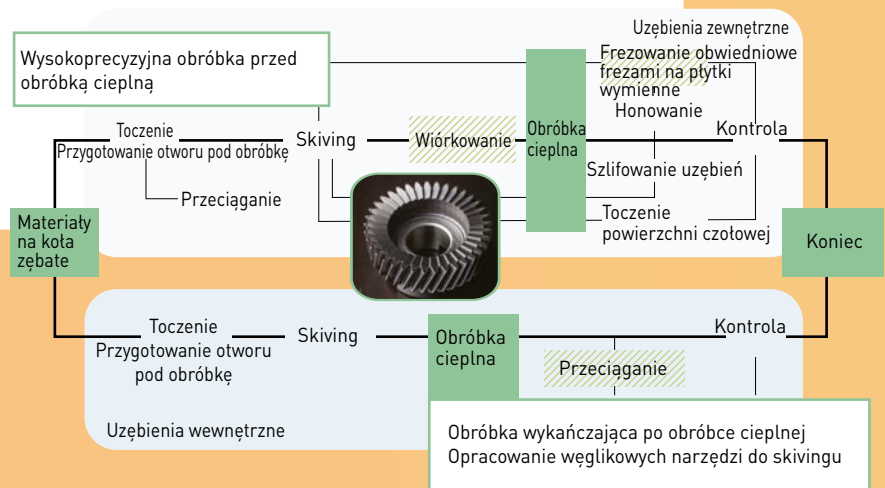 Uzębienia zewnętrzne
Wysokoprecyzyjna obróbka przed
obróbką cieplną
Frezowanie obwiedniowe
frezami na płytki
wymienne
Honowanie
Toczenie
Przygotowanie otworu pod obróbkę
Skiving
Wiórkowanie
Obróbka
cieplna
Kontrola
Szlifowanie uzębień
Przeciąganie
Toczenie
powierzchni czołowej
Materiały
na koła
zębate
Koniec
Toczenie
Przygotowanie otworu
pod obróbkę
Skiving
Obróbka
cieplna
Kontrola
Przeciąganie
Uzębienia wewnętrzne
Obróbka wykańczająca po obróbce cieplnej
Opracowanie węglikowych narzędzi do skivingu